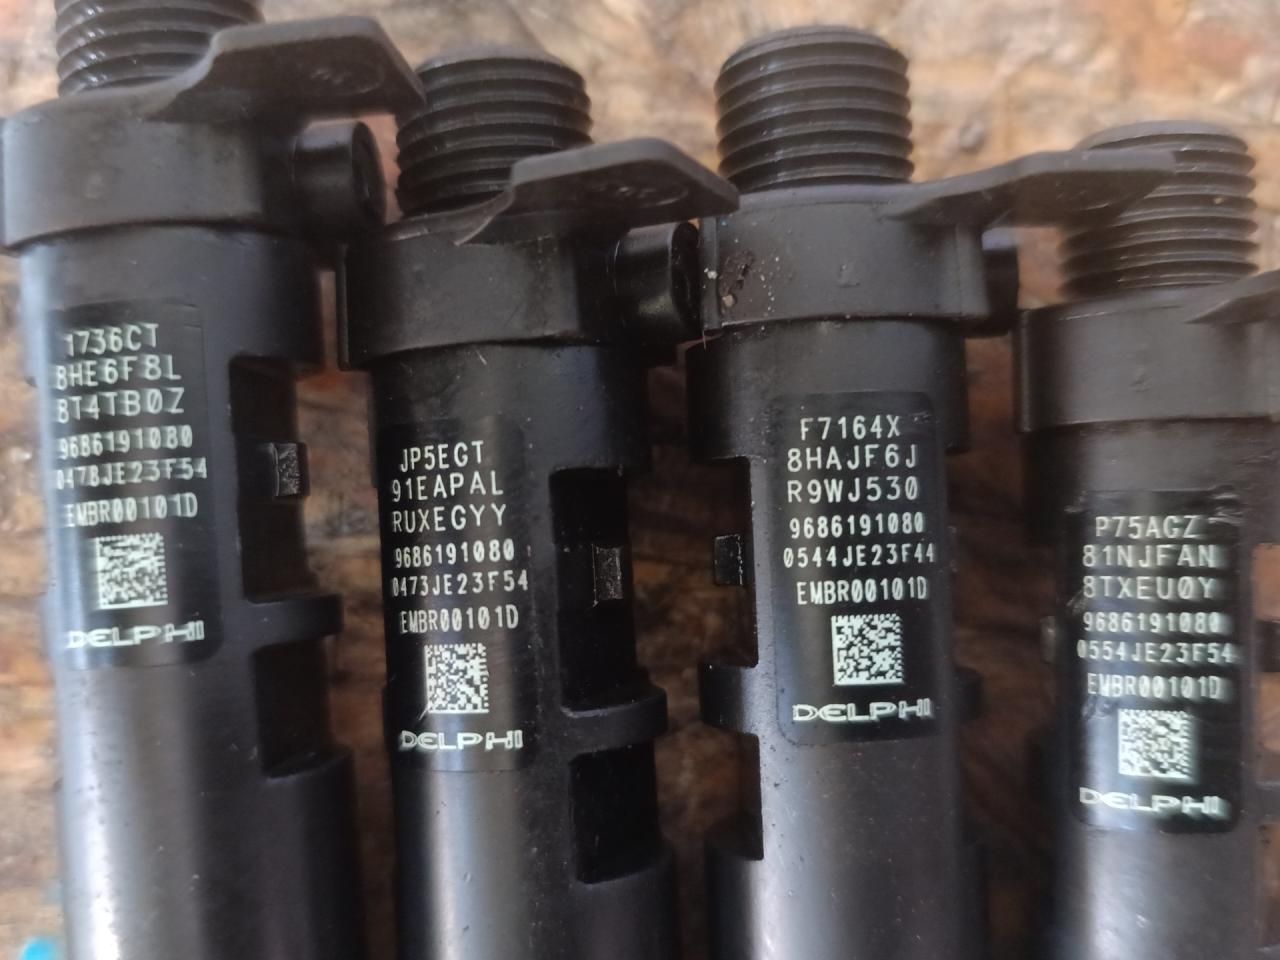 1736CT
8HE6F8L
8T4TB0Z
9686191080
0478JE23F54
EMBR00101D
DELPHI
JP5EGT
91EAPAL
RUXEGYY
9686191080
0473JE23F54
EMBR00101D
DELPHI
F7164X
8HAJF6J
R9WJ530
9686191080
0544JE23F44
EMBR00101D
DELPHI
P75AGZ
81NJFAN
8TXEU0Y
9686191080
0554JE23F54
EMBR00101D
DELPHI